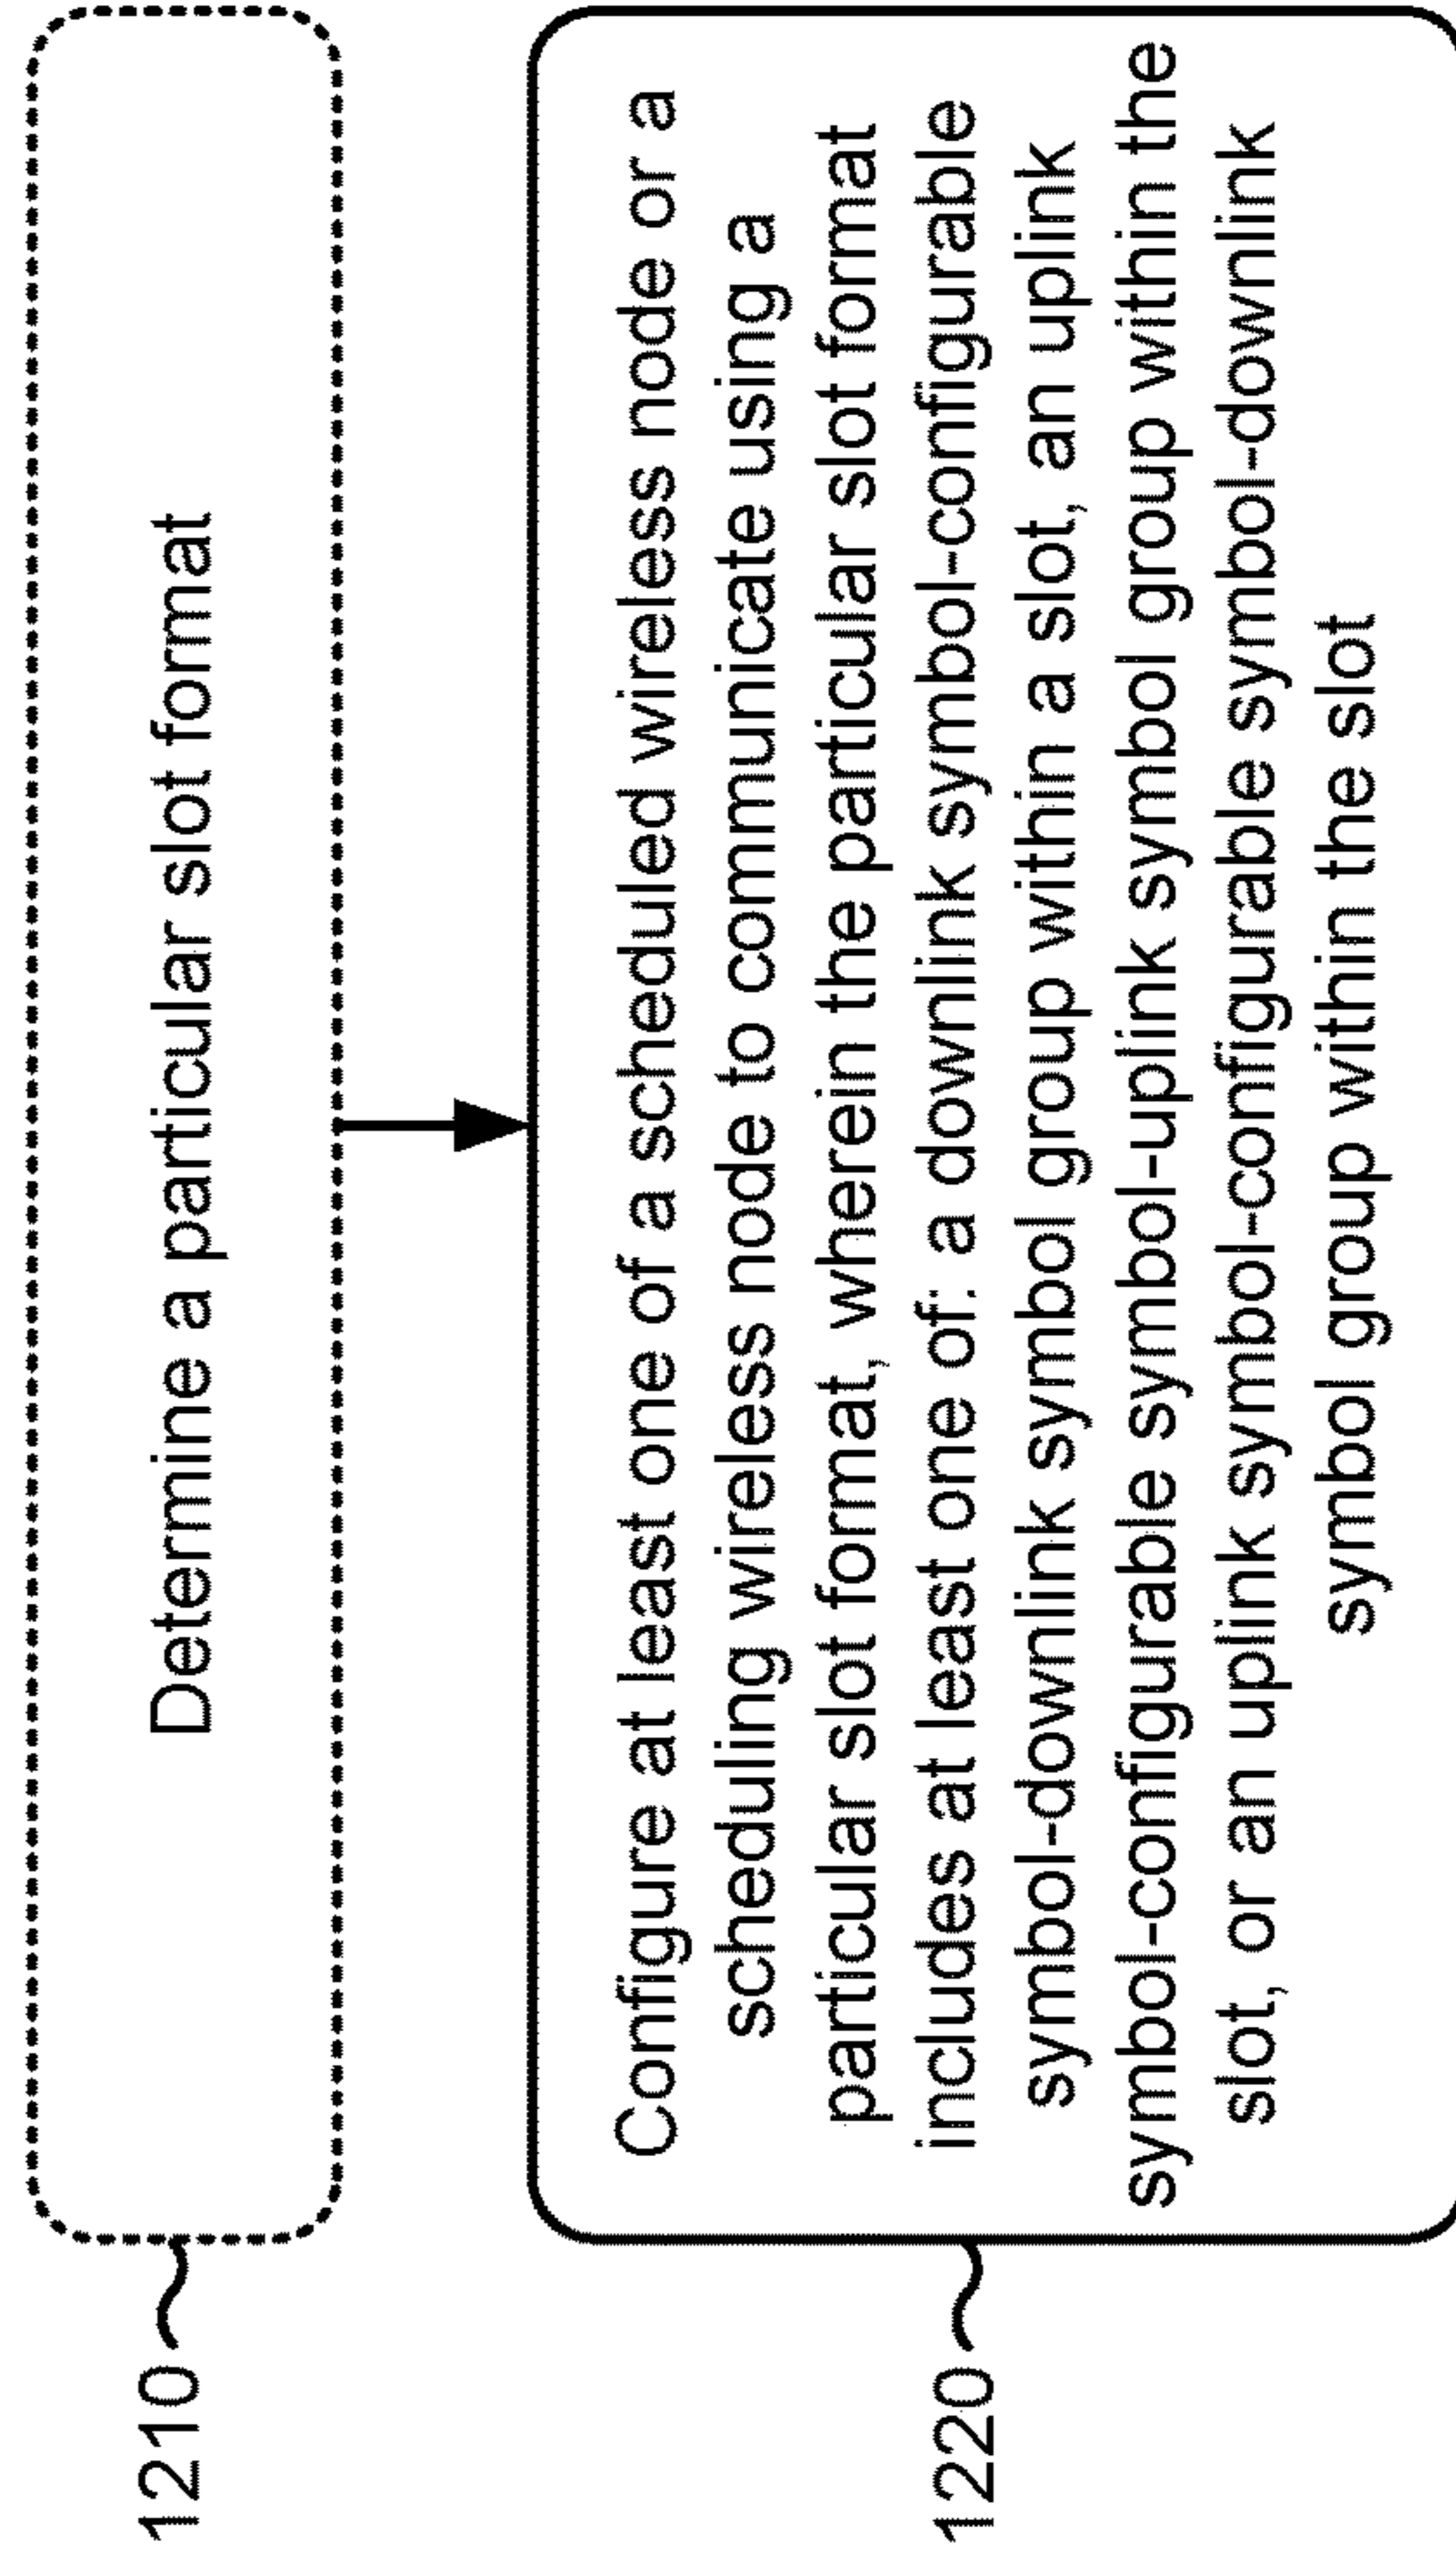 1210
Determine a particular slot format
1220
Configure at least one of a scheduled wireless node or a
scheduling wireless node to communicate using a
particular slot format, wherein the particular slot format
includes at least one of: a downlink symbol-configurable
symbol-downlink symbol group within a slot, an uplink
symbol-configurable symbol-uplink symbol group within the
slot, or an uplink symbol-configurable symbol-downlink
symbol group within the slot